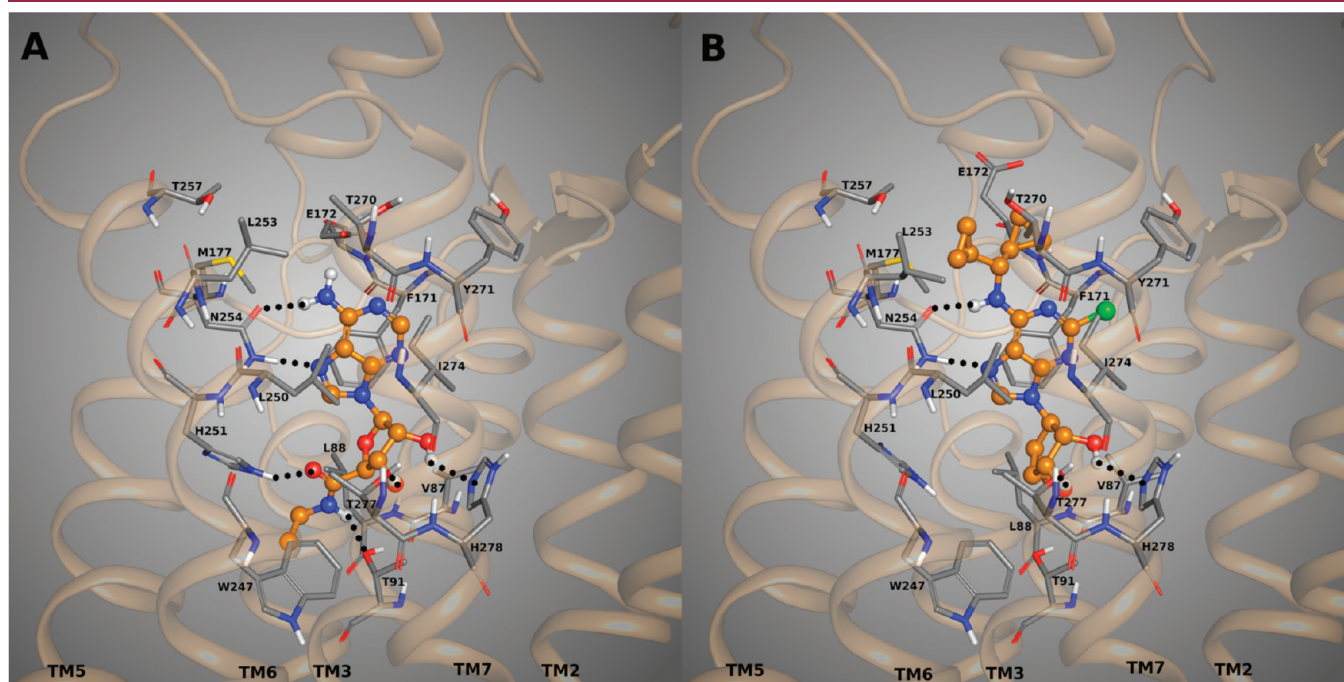 A
T257
E172
T270
L253
M177
Y271
F171
N254
I274
L250
H251
L88
V87
T277
H278
W247
T91
TM5
TM6
TM3
TM7
TM2
B
E172
T257
T270
L253
M177
Y271
F171
N254
I274
L250
H251
V87
T277
L88
H278
T91
W247
TM5
TM6
TM3
TM7
TM2